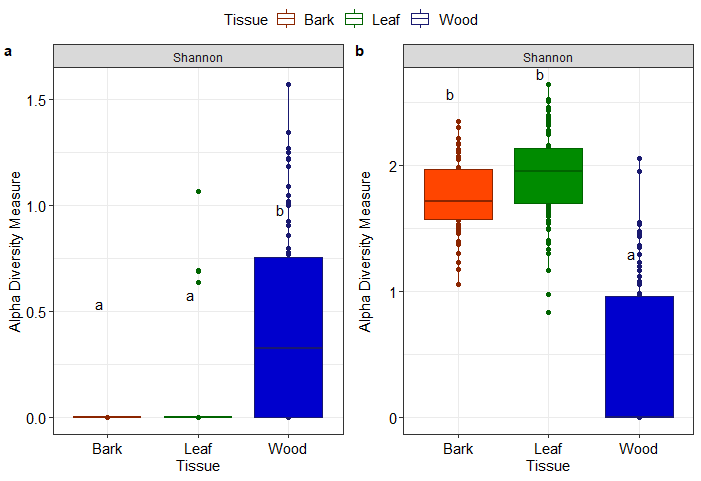 Tissue Bark Leaf Wood
a
b
Shannon
Shannon
Alpha Diversity Measure
1.5
1.0
0.5
0.0
a
a
b
Bark Leaf Wood
Tissue
Alpha Diversity Measure
2
1
0
b
b
a
Bark Leaf Wood
Tissue